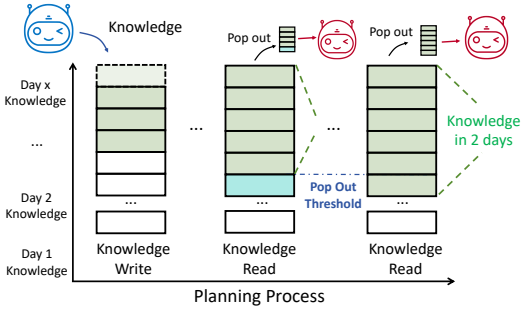 Knowledge
Pop out
Pop out
Day x
Knowledge
...
Day 2
Knowledge
Day 1
Knowledge
...
...
...
...
...
Pop Out
Threshold
Knowledge
in 2 days
Knowledge
Write
Knowledge
Read
Knowledge
Read
Planning Process